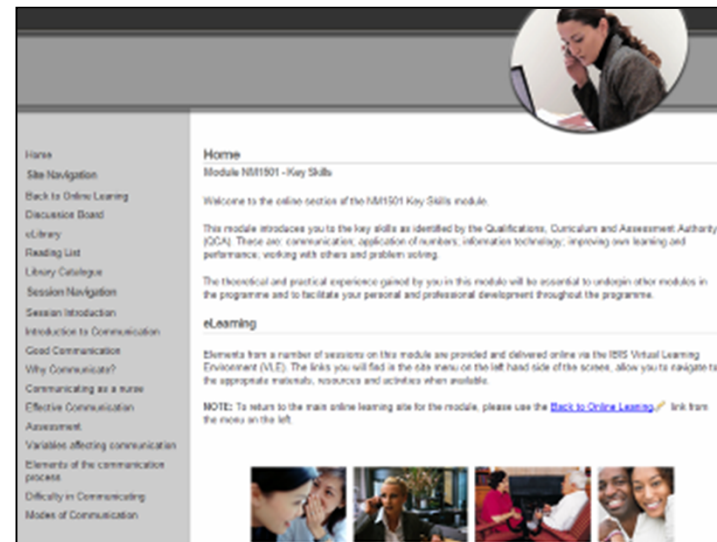 Home
Site Navigation
Back to Online Learning
Discussion Board
eLibrary
Reading List
Library Catalogue
Session Navigation
Session Introduction
Introduction to Communication
Good Communication
Why Communicate?
Communicating as a nurse
Effective Communication
Assessment
Variables affecting communication
Elements of the communication
process
Difficulty in Communicating
Modes of Communication
Home
Module NM1601 - Key Skills
Welcome to the online section of the NM1601 Key Skills module.
This module introduces you to the key skills as identified by the Qualifications, Curriculum and Assessment Authority
(QCA). These are: communication; application of numbers; information technology; improving own learning and
performance; working with others and problem solving.
The theoretical and practical experience gained by you in this module will be essential to underpin other modules in
the programme and to facilitate your personal and professional development throughout the programme.
eLearning
Elements from a number of sessions on this module are provided and delivered online via the IBIS Virtual Learning
Environment (VLE). The links you will find in the site menu on the left hand side of the screen, allow you to navigate to
the appropriate materials, resources and activities when available.
NOTE: To return to the main online learning site for the module, please use the Back to Online Learning link from
the menu on the left.